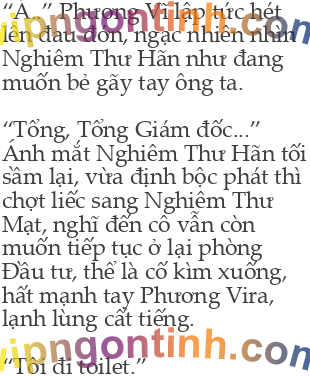 “A...” Phương Vĩ lập tức hét
lên đau đớn, ngạc nhiên nhìn
Nghiêm Thư Hãn như đang
muốn bẻ gãy tay ông ta.
“Tổng, Tổng Giám đốc...”
Ánh mắt Nghiêm Thư Hãn tối
sầm lại, vừa định bộc phát thì
chợt liếc sang Nghiêm Thư
Mạt, nghĩ đến cô vẫn còn
muốn tiếp tục ở lại phòng
Đầu tư, thể là cố kìm xuống,
hất mạnh tay Phương Vira,
lạnh lùng cất tiếng.
“Tôi đi toilet.”
vipngontinh.com
vipngontinh.com